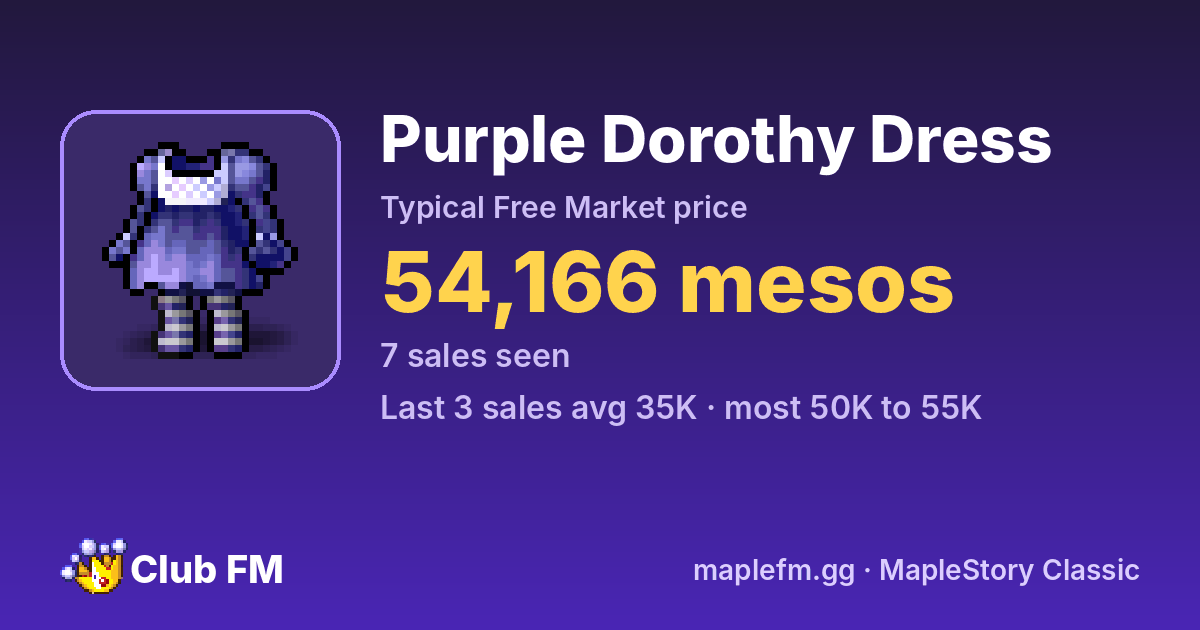 Purple Dorothy Dress
Typical Free Market price
54,166 mesos
7 sales seen
Last 3 sales avg 35K · most 50K to 55K
Club FM
maplefm.gg · MapleStory Classic